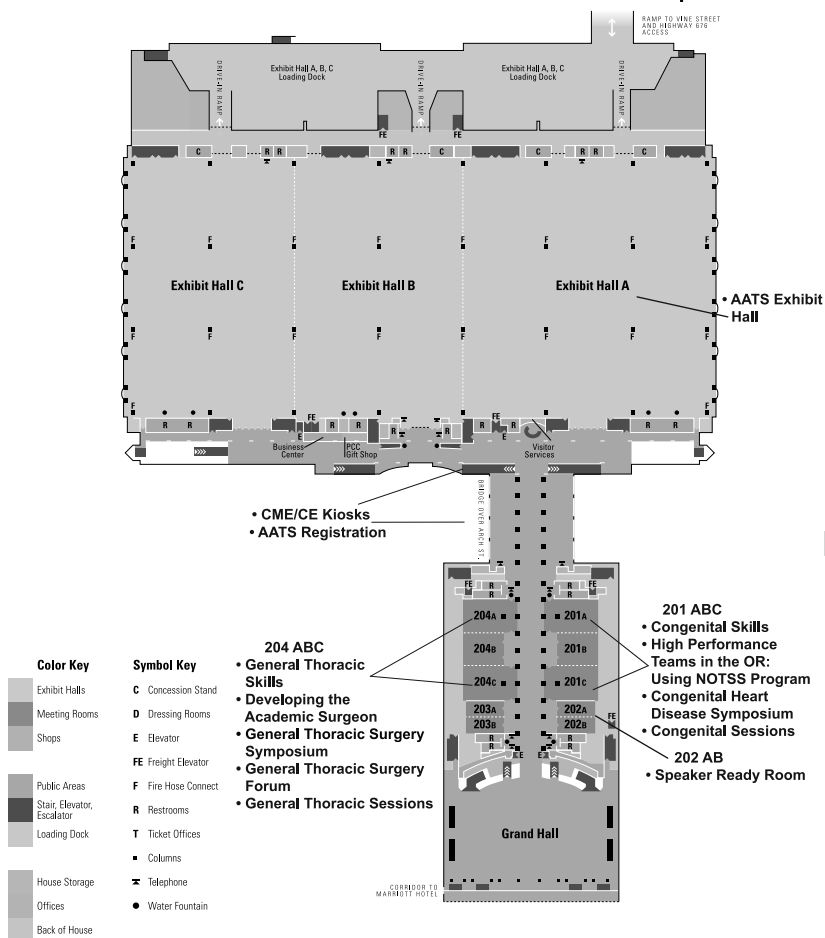 RAMP TO VINE STREET
AND HIGHWAY 676
ACCESS
Exhibit Hall A, B, C
Loading Dock
Exhibit Hall A, B, C
Loading Dock
DRIVE-IN RAMP
DRIVE-IN RAMP
DRIVE-IN RAMP
FE FE
C R R R R C C R R C
F F F F F F F F
Exhibit Hall C
Exhibit Hall B
Exhibit Hall A
• AATS Exhibit
Hall
F F F F F F F F
F F
R R FE E R R R R FE E R R R
Business
Center
PCC
Gift Shop
Visitor
Services
BRIDGE OVER ARCH ST.
• CME/CE Kiosks
• AATS Registration
FE R R R R FE
204A 201A
204B 201B
204C 201C
203A 202A
203B 202B
FE
R R R R
E E
204 ABC
• General Thoracic
Skills
• Developing the
Academic Surgeon
• General Thoracic Surgery
Symposium
• General Thoracic Surgery
Forum
• General Thoracic Sessions
201 ABC
• Congenital Skills
• High Performance
Teams in the OR:
Using NOTSS Program
• Congenital Heart
Disease Symposium
• Congenital Sessions
202 AB
• Speaker Ready Room
Grand Hall
CORRIDOR TO
MARRIOTT HOTEL
Color Key
Exhibit Halls
Meeting Rooms
Shops
Public Areas
Stair, Elevator,
Escalator
Loading Dock
House Storage
Offices
Back of House
Symbol Key
C Concession Stand
D Dressing Rooms
E Elevator
FE Freight Elevator
F Fire Hose Connect
R Restrooms
T Ticket Offices
Columns
Telephone
Water Fountain